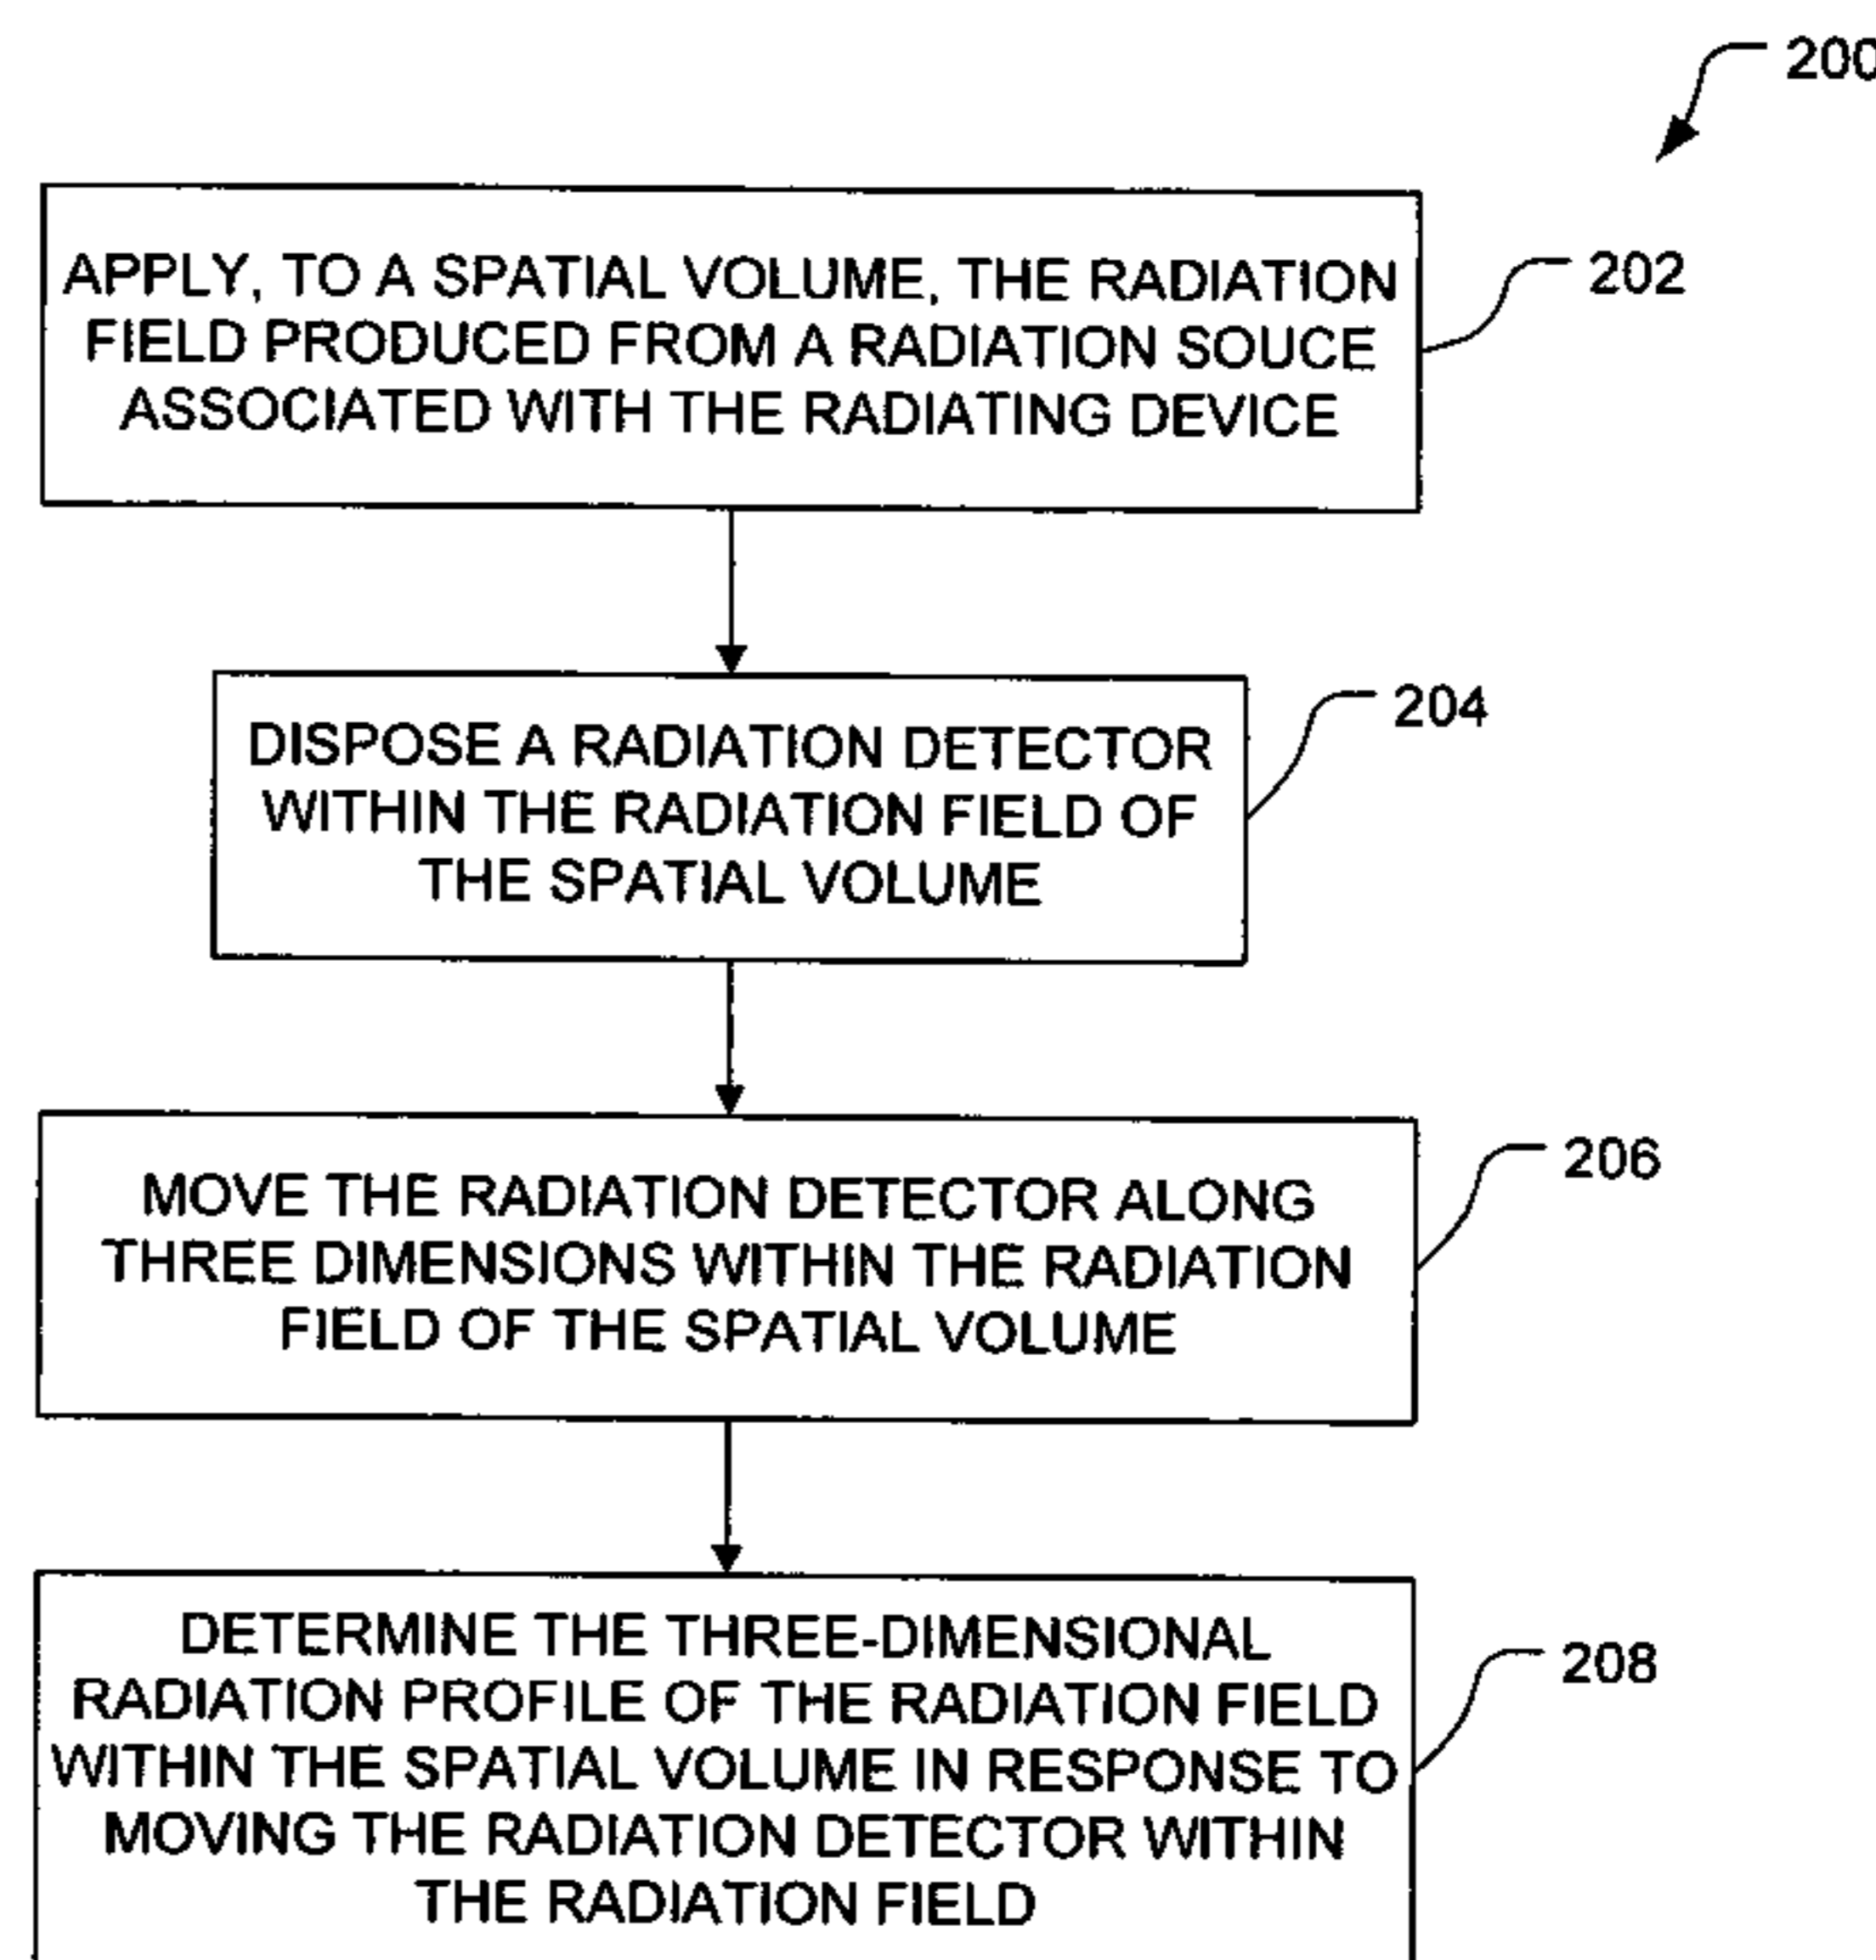 200
APPLY, TO A SPATIAL VOLUME, THE RADIATION
FIELD PRODUCED FROM A RADIATION SOUCE
ASSOCIATED WITH THE RADIATING DEVICE
202
DISPOSE A RADIATION DETECTOR
WITHIN THE RADIATION FIELD OF
THE SPATIAL VOLUME
204
MOVE THE RADIATION DETECTOR ALONG
THREE DIMENSIONS WITHIN THE RADIATION
FIELD OF THE SPATIAL VOLUME
206
DETERMINE THE THREE-DIMENSIONAL
RADIATION PROFILE OF THE RADIATION FIELD
WITHIN THE SPATIAL VOLUME IN RESPONSE TO
MOVING THE RADIATION DETECTOR WITHIN
THE RADIATION FIELD
208